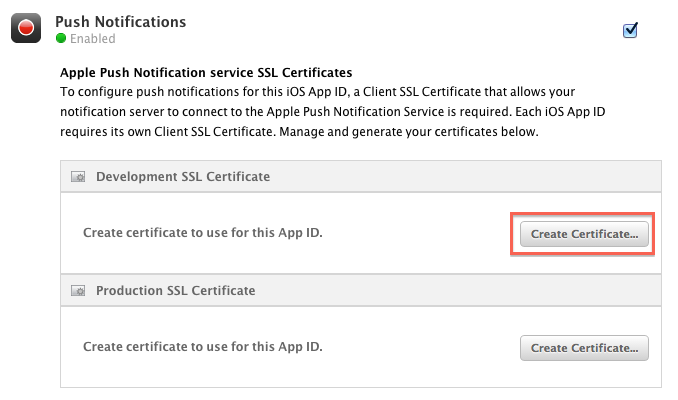 Push Notifications
Enabled
Apple Push Notification service SSL Certificates
To configure push notifications for this iOS App ID, a Client SSL Certificate that allows your
notification server to connect to the Apple Push Notification Service is required. Each iOS App ID
requires its own Client SSL Certificate. Manage and generate your certificates below.
Development SSL Certificate
Create certificate to use for this App ID.
Create Certificate...
Production SSL Certificate
Create certificate to use for this App ID.
Create Certificate...